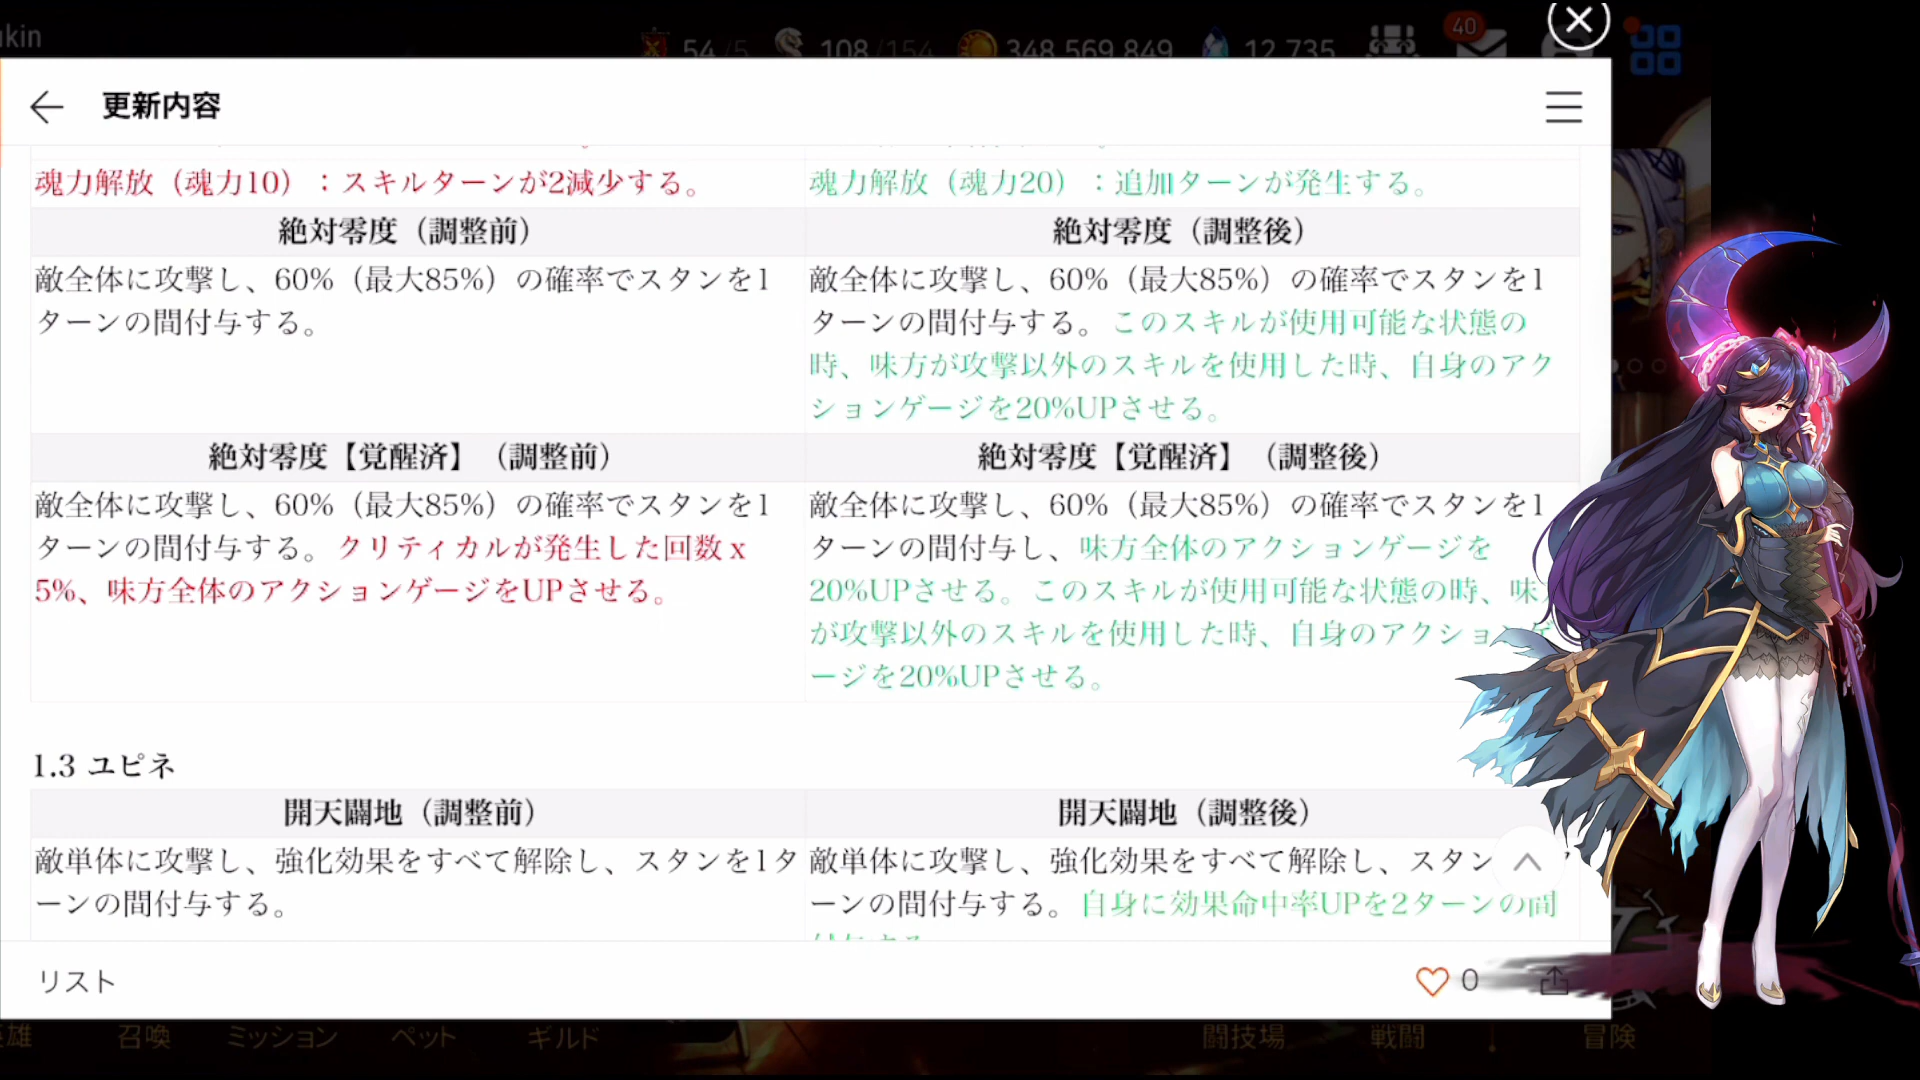 kin
54/5 108/154 348,569,849 12,735 40
更新内容
魂力解放（魂力10）：スキルターンが2減少する。
魂力解放（魂力20）：追加ターンが発生する。
絶対零度（調整前）
絶対零度（調整後）
敵全体に攻撃し、60%（最大85%）の確率でスタンを1
ターンの間付与する。
敵全体に攻撃し、60%（最大85%）の確率でスタンを1
ターンの間付与する。このスキルが使用可能な状態の
時、味方が攻撃以外のスキルを使用した時、自身のアク
ションゲージを20%UPさせる。
絶対零度【覚醒済】（調整前）
絶対零度【覚醒済】（調整後）
敵全体に攻撃し、60%（最大85%）の確率でスタンを1
ターンの間付与する。クリティカルが発生した回数 x
5%、味方全体のアクションゲージをUPさせる。
敵全体に攻撃し、60%（最大85%）の確率でスタンを1
ターンの間付与し、味方全体のアクションゲージを
20%UPさせる。このスキルが使用可能な状態の時、味
が攻撃以外のスキルを使用した時、自身のアクションゲ
ージを20%UPさせる。
1.3 ユピネ
開天闢地（調整前）
開天闢地（調整後）
敵単体に攻撃し、強化効果をすべて解除し、スタンを1タ
ーンの間付与する。
敵単体に攻撃し、強化効果をすべて解除し、スタン
ーンの間付与する。自身に効果命中率UPを2ターンの間
リスト
0
英雄 召喚 ミッション ペット ギルド 闘技場 戦闘 冒険